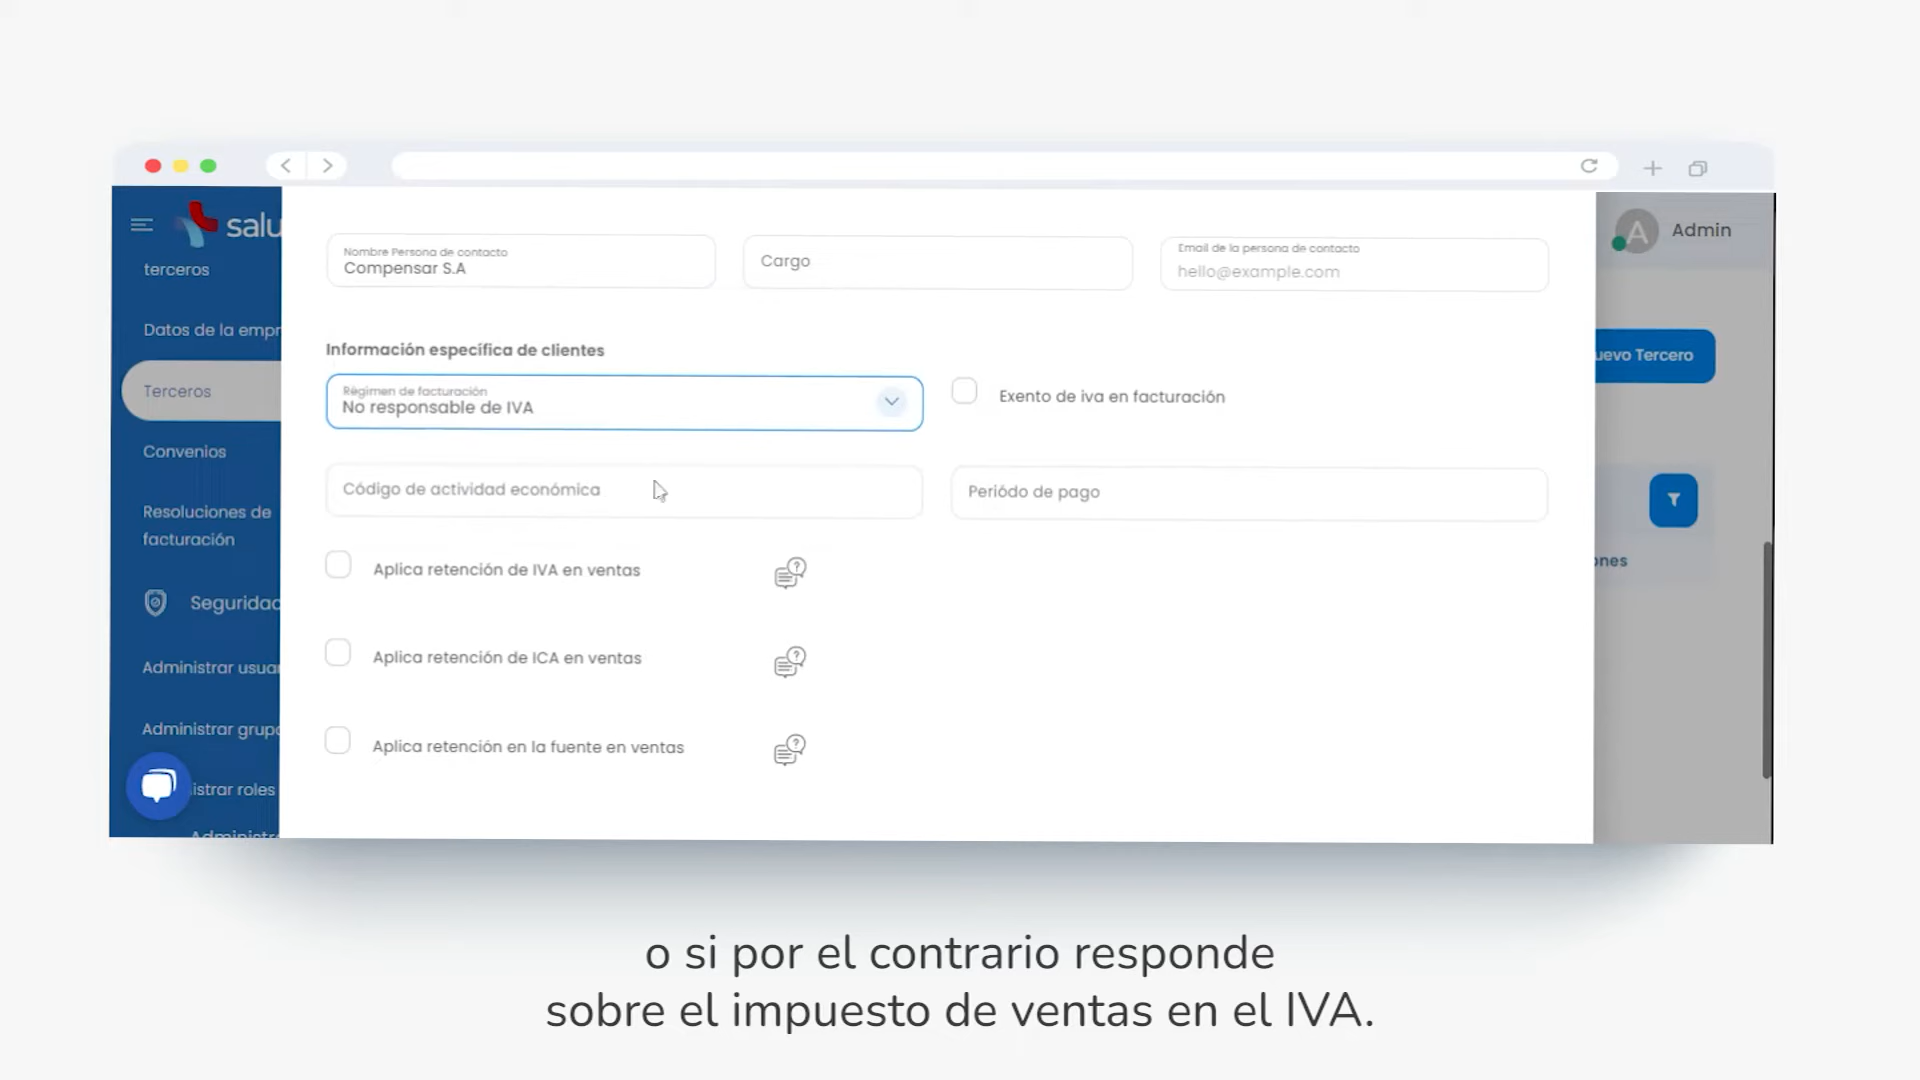 salu
A
Admin
terceros
Datos de la empr
Terceros
Convenios
Resoluciones de
facturación
Seguridad
Administrar usuar
Administrar grupo
istrar roles
Administra
Nombre Persona de contacto
Compensar S.A
Cargo
Email de la persona de contacto
hello@example.com
Información específica de clientes
Régimen de facturación
No responsable de IVA
Exento de iva en facturación
Código de actividad económica
Periódo de pago
Aplica retención de IVA en ventas
Aplica retención de ICA en ventas
Aplica retención en la fuente en ventas
uevo Tercero
ones
o si por el contrario responde
sobre el impuesto de ventas en el IVA.